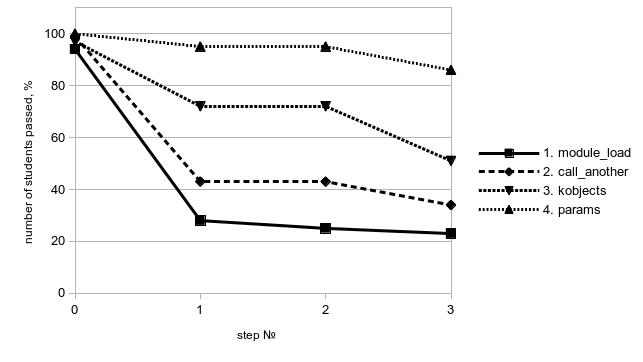 100
80
60
40
20
0
number of students passed, %
0 1 2 3
step №
1. module_load
2. call_another
3. kobjects
4. params